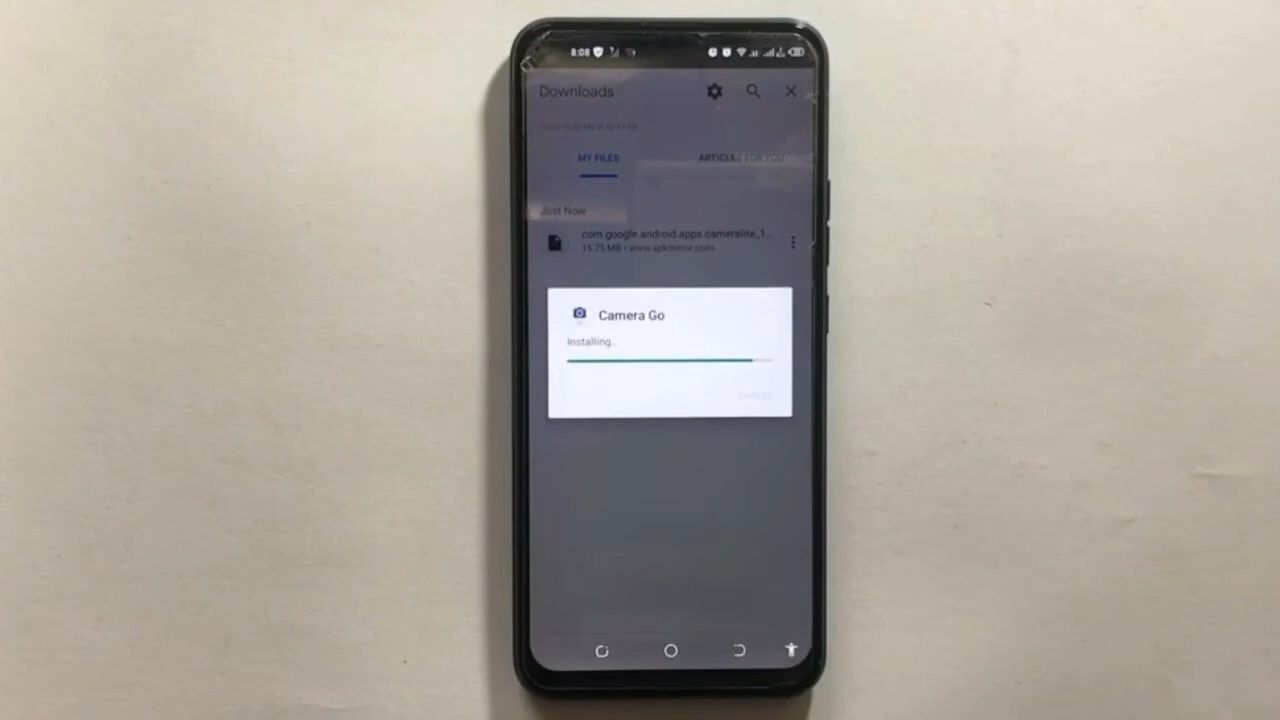 8:08
Downloads
MY FILES
ARTICLES FOR YOU
Just Now
com.google.android.apps.cameralite_1...
15.75 MB • www.apkmirror.com
Camera Go
Installing...
CANCEL